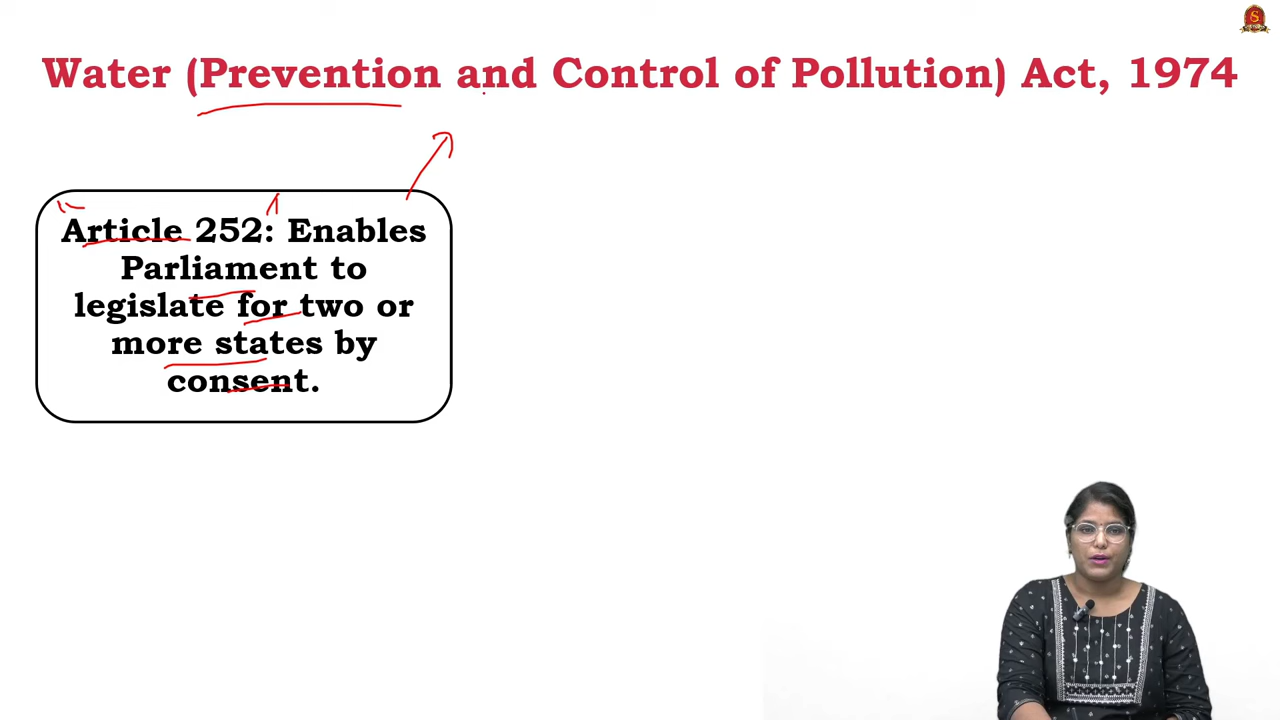 Water (Prevention and Control of Pollution) Act, 1974
Article 252: Enables
Parliament to
legislate for two or
more states by
consent.